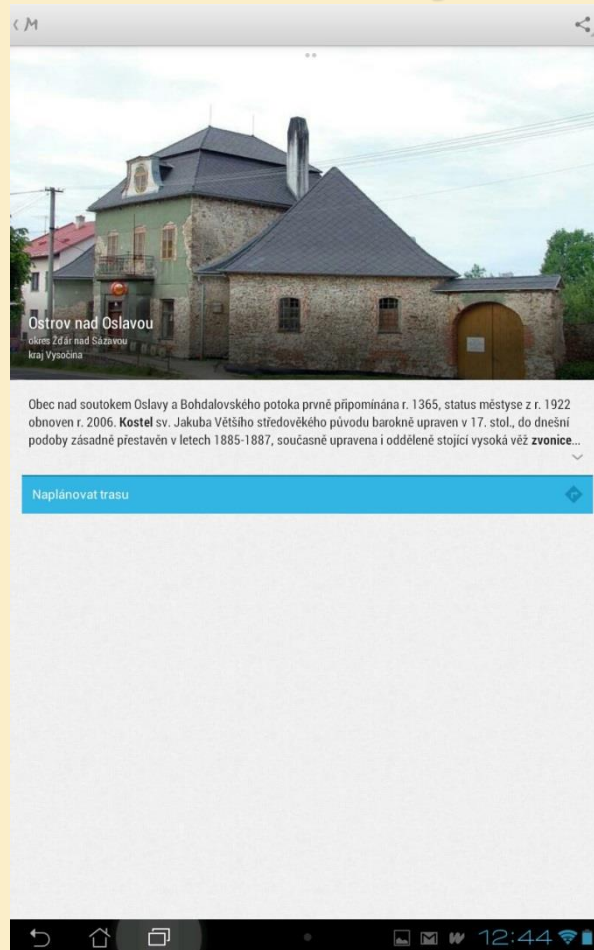 Ostrov nad Oslavou
okres Žďár nad Sázavou
kraj Vysočina
Obec nad soutokem Oslavy a Bohdalovského potoka prvně připomínána r. 1365, status městyse z r. 1922
obnoven r. 2006. Kostel sv. Jakuba Většího středověkého původu barokně upraven v 17. stol., do dnešní
podoby zásadně přestavěn v letech 1885-1887, současně upravena i odděleně stojící vysoká věž zvonice...
Naplánovat trasu
12:44